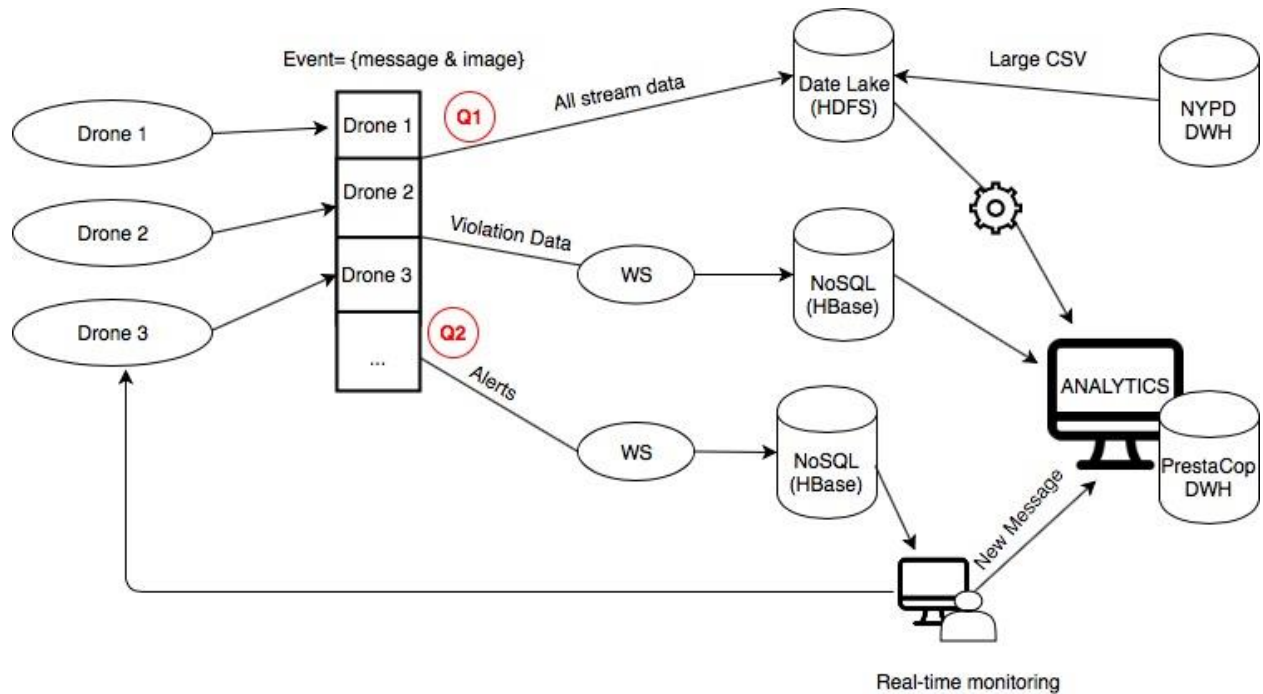 Event= {message & image}
Drone 1
Drone 2
Drone 3
Drone 1
Drone 2
Drone 3
...
Q1
Q2
All stream data
Violation Data
Alerts
WS
WS
Date Lake
(HDFS)
Large CSV
NYPD
DWH
NoSQL
(HBase)
NoSQL
(HBase)
ANALYTICS
PrestaCop
DWH
New Message
Real-time monitoring